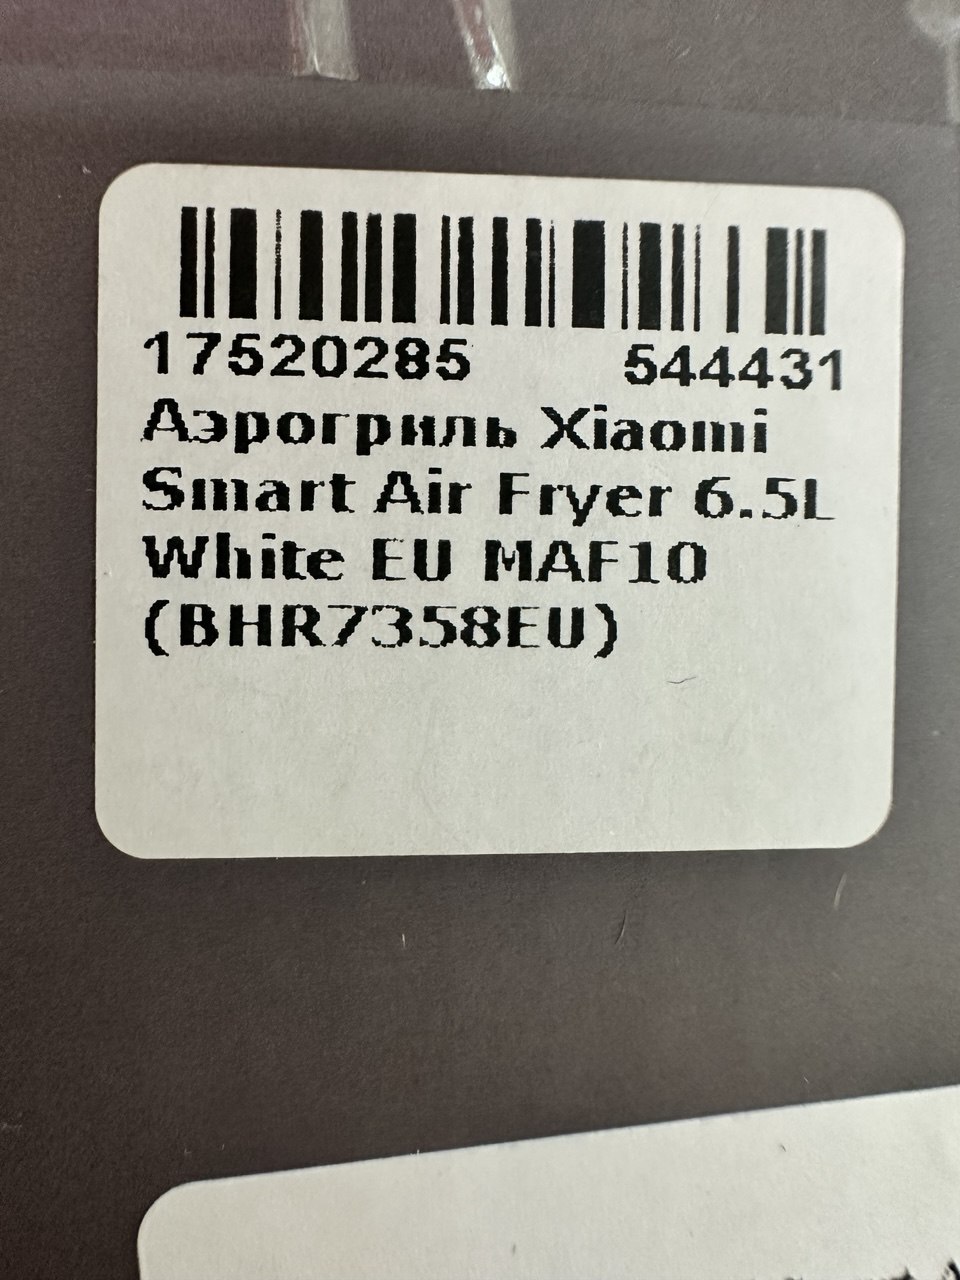 17520285 544431
Аэрогриль Xiaomi
Smart Air Fryer 6.5L
White EU MAF10
(BHR7358EU)